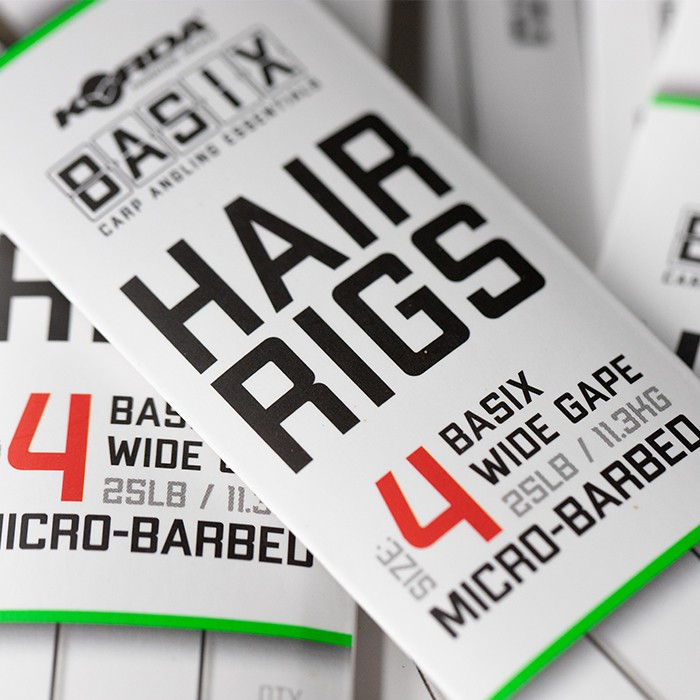 KORDA
BASIX
CARP ANGLING ESSENTIALS
HAIR
RIGS
SIZE: 4
BASIX
WIDE GAPE
25LB / 11.3KG
MICRO-BARBED
4
WIDE
25LB / 11.3
MICRO-BARBED
QTY